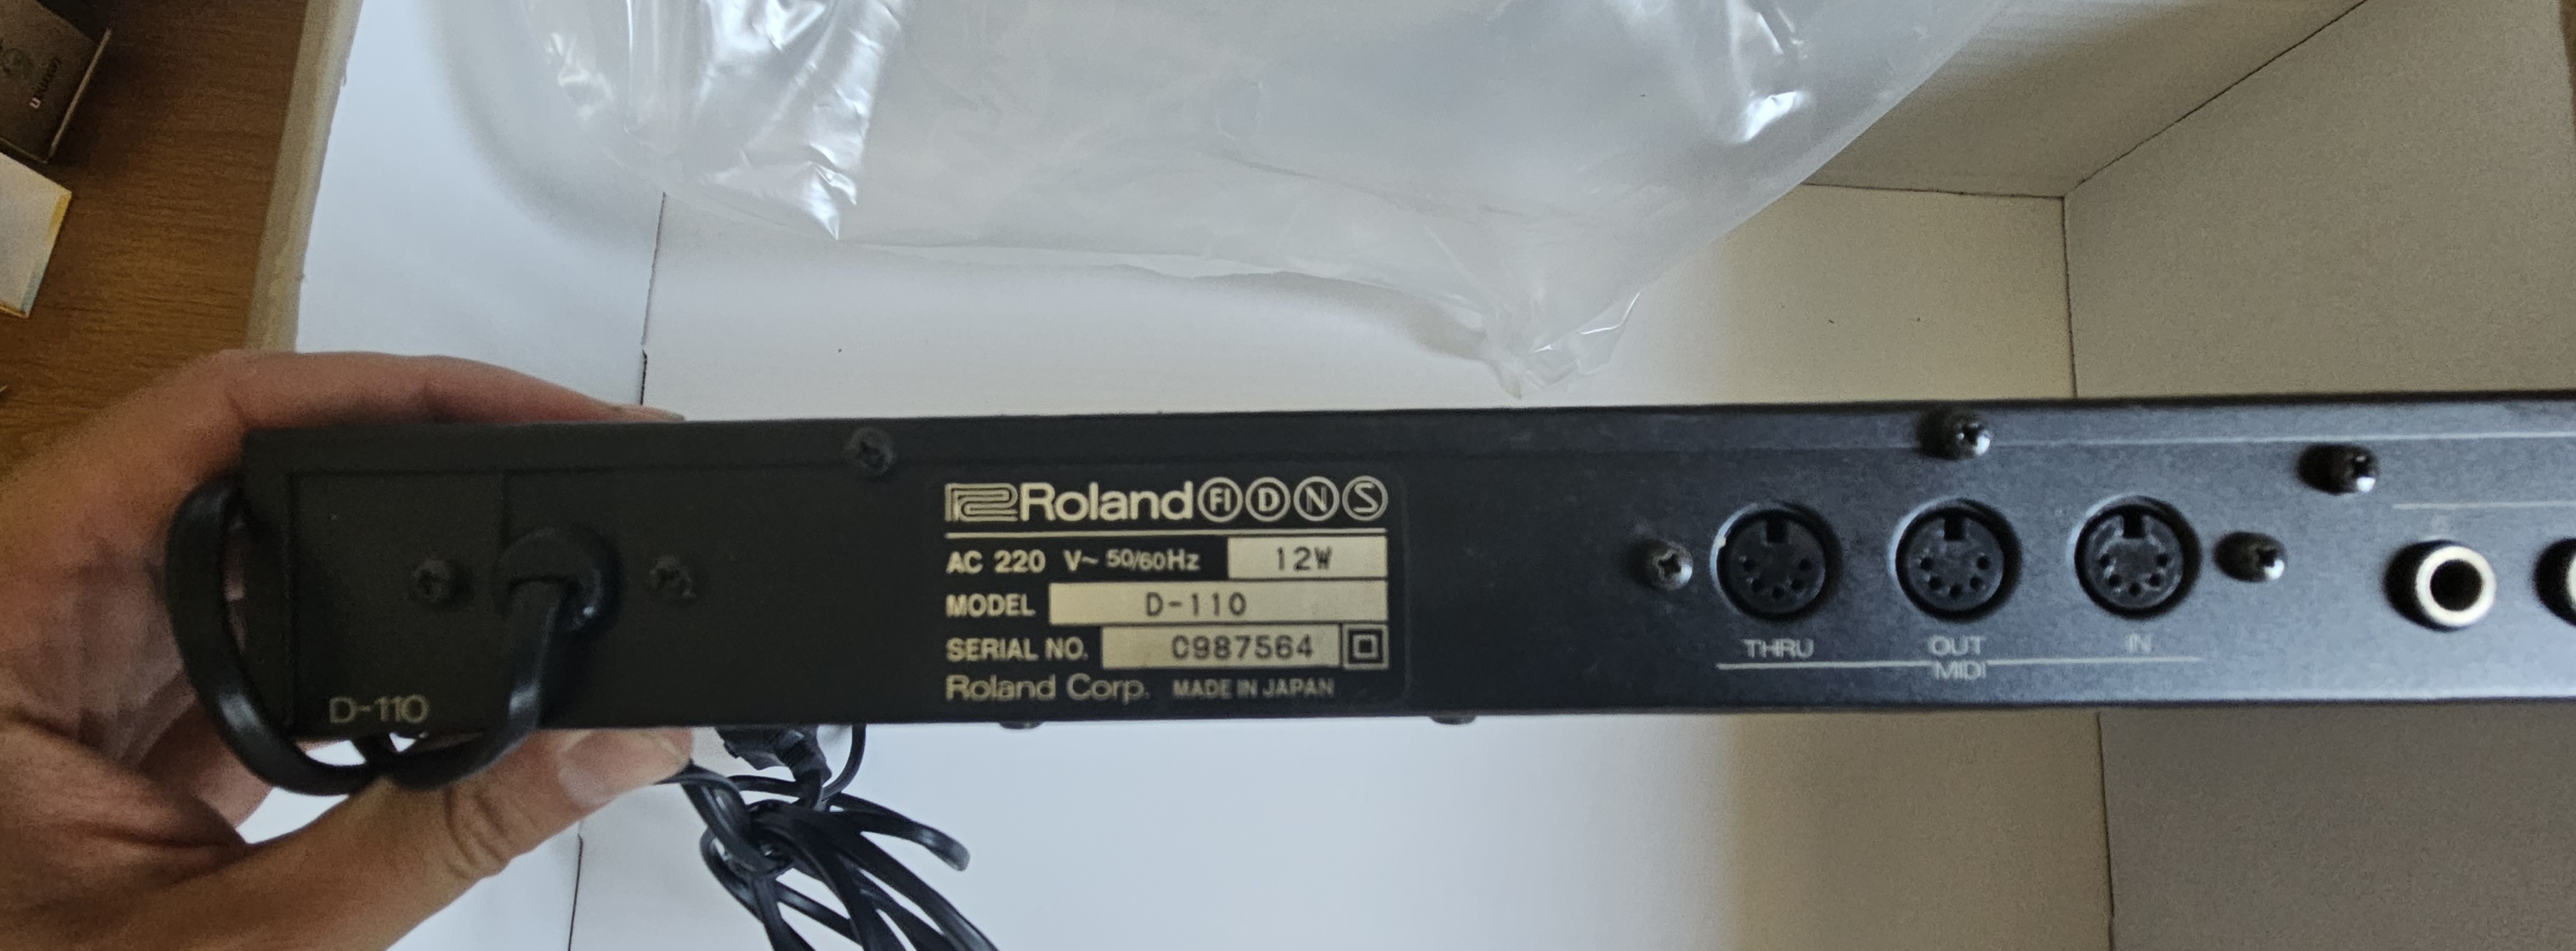 Roland FI D N S
AC 220 V~ 50/60Hz 12W
MODEL D-110
SERIAL NO. C987564
Roland Corp. MADE IN JAPAN
D-110
THRU OUT IN
MIDI